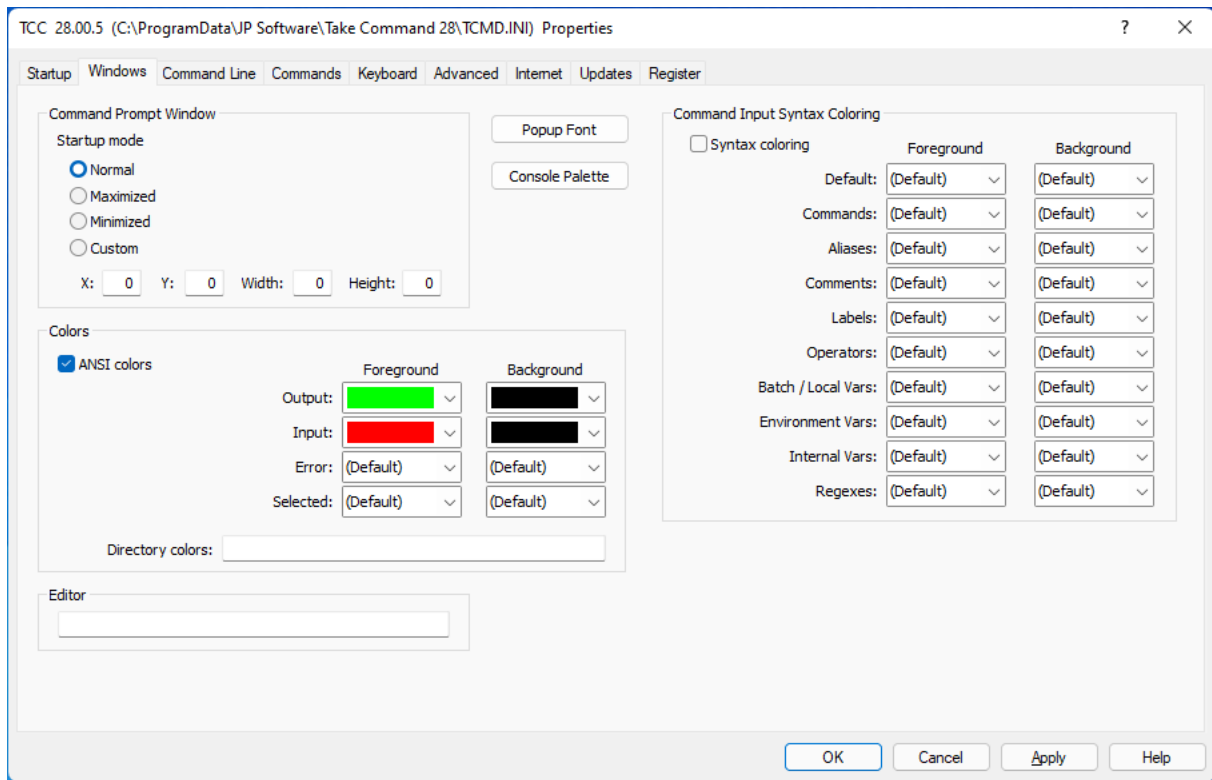 TCC 28.00.5 (C:\ProgramData\JP Software\Take Command 28\TCMD.INI) Properties
Startup Windows Command Line Commands Keyboard Advanced Internet Updates Register
Command Prompt Window
Startup mode
Normal
Maximized
Minimized
Custom
X: 0 Y: 0 Width: 0 Height: 0
Popup Font
Console Palette
Colors
ANSI colors
Foreground Background
Output:
Input:
Error: (Default) (Default)
Selected: (Default) (Default)
Directory colors:
Editor
Command Input Syntax Coloring
Syntax coloring
Foreground Background
Default: (Default) (Default)
Commands: (Default) (Default)
Aliases: (Default) (Default)
Comments: (Default) (Default)
Labels: (Default) (Default)
Operators: (Default) (Default)
Batch / Local Vars: (Default) (Default)
Environment Vars: (Default) (Default)
Internal Vars: (Default) (Default)
Regexes: (Default) (Default)
OK Cancel Apply Help